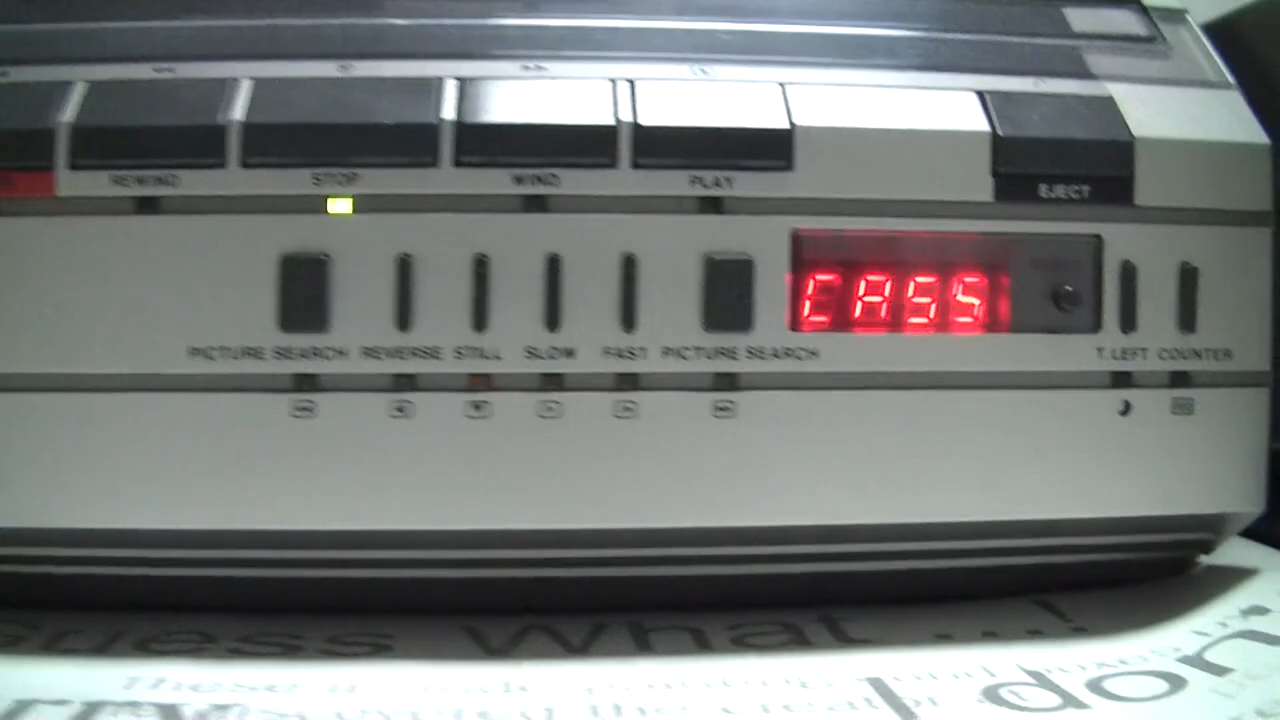 REWIND STOP WIND PLAY
EJECT
CASS
PICTURE SEARCH REVERSE STILL SLOW FAST PICTURE SEARCH T.LEFT COUNTER
Guess What ...!
don